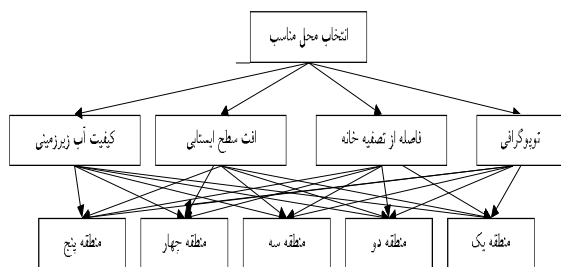 انتخاب محل مناسب
توپوگرافی
فاصله از تصفیه خانه
افت سطح ایستابی
کیفیت آب زیرزمینی
منطقه یک
منطقه دو
منطقه سه
منطقه چهار
منطقه پنج